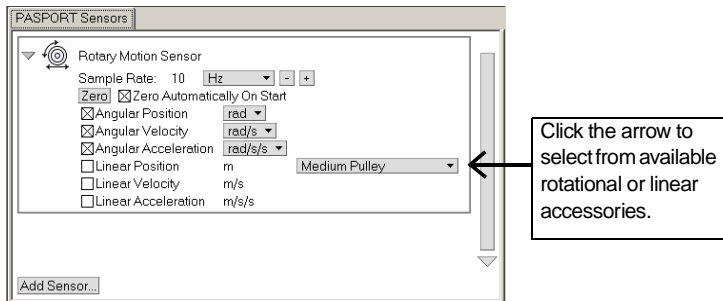 PASPORT Sensors
Rotary Motion Sensor
Sample Rate: 10 Hz - +
Zero Zero Automatically On Start
Angular Position rad
Angular Velocity rad/s
Angular Acceleration rad/s/s
Linear Position m Medium Pulley
Linear Velocity m/s
Linear Acceleration m/s/s
Add Sensor...
Click the arrow to
select from available
rotational or linear
accessories.